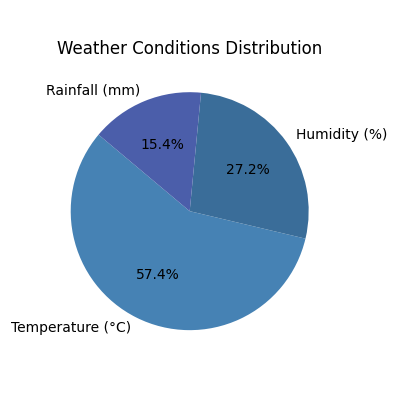 Weather Conditions Distribution
Rainfall (mm)
Humidity (%)
15.4%
27.2%
57.4%
Temperature (°C)